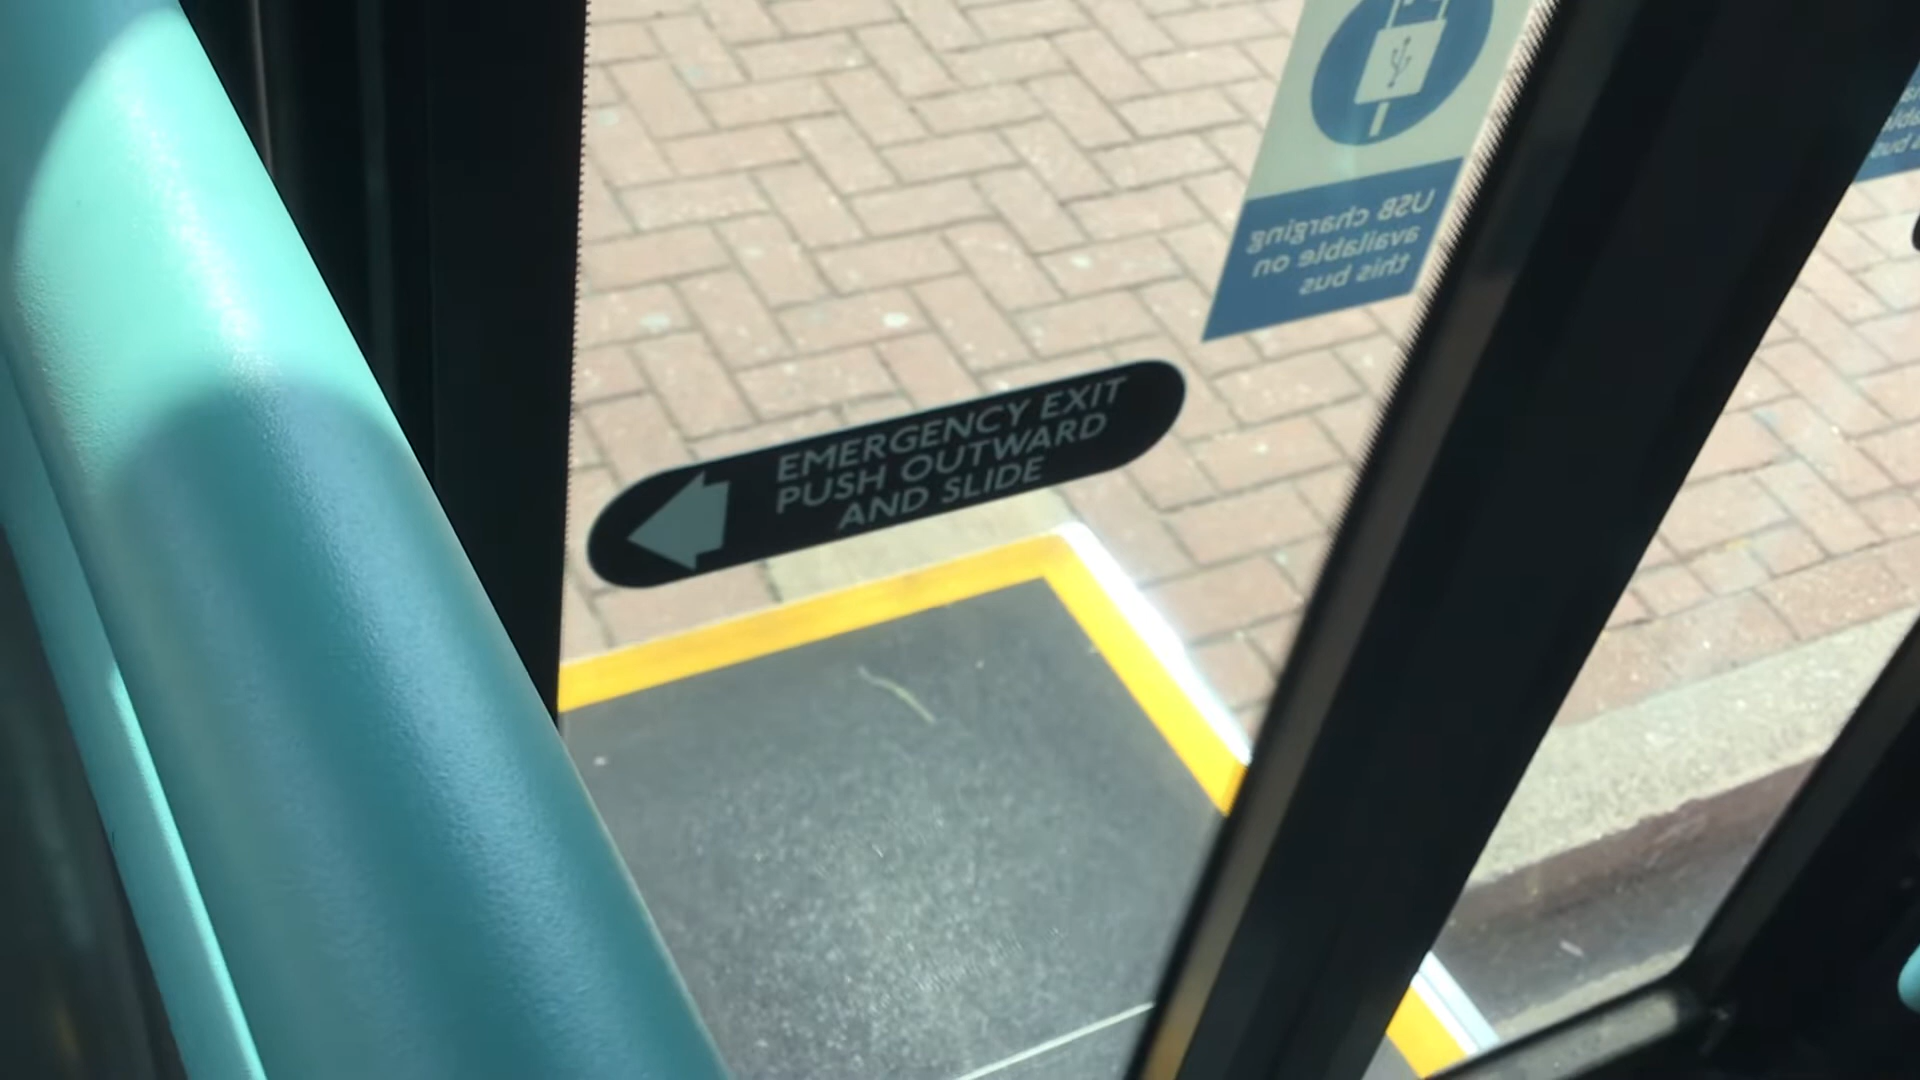 USB charging
available on
this bus
EMERGENCY EXIT
PUSH OUTWARD
AND SLIDE